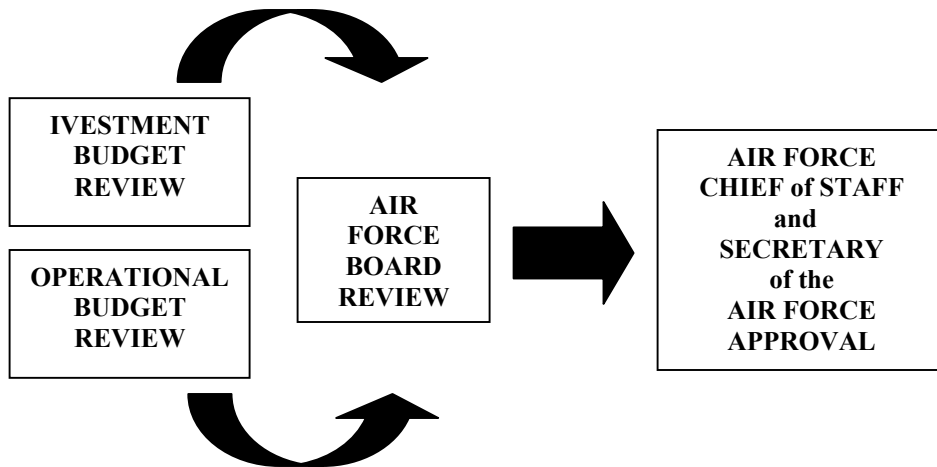 IVESTMENT
BUDGET
REVIEW
OPERATIONAL
BUDGET
REVIEW
AIR
FORCE
BOARD
REVIEW
AIR FORCE
CHIEF of STAFF
and
SECRETARY
of the
AIR FORCE
APPROVAL